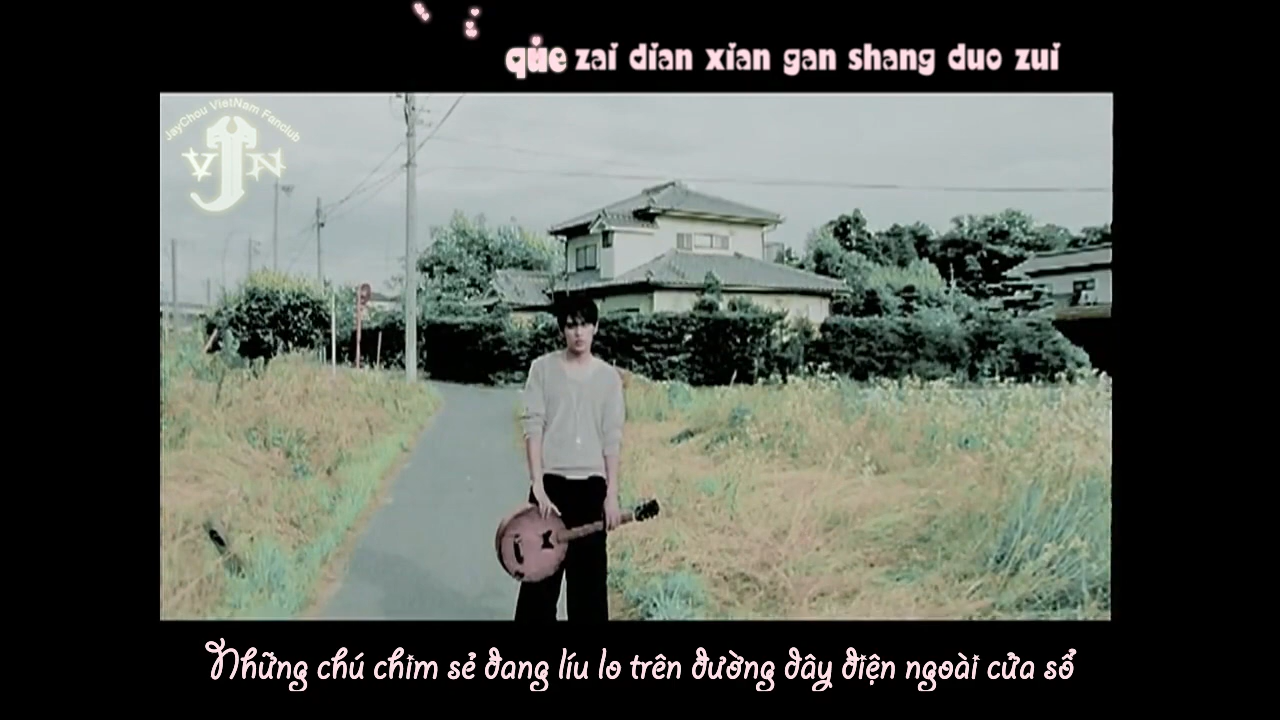 que zai dian xian gan shang duo zui
JayChou VietNam Fanclub
VJN
Những chú chim sẻ đang líu lo trên đường dây điện ngoài cửa sổ